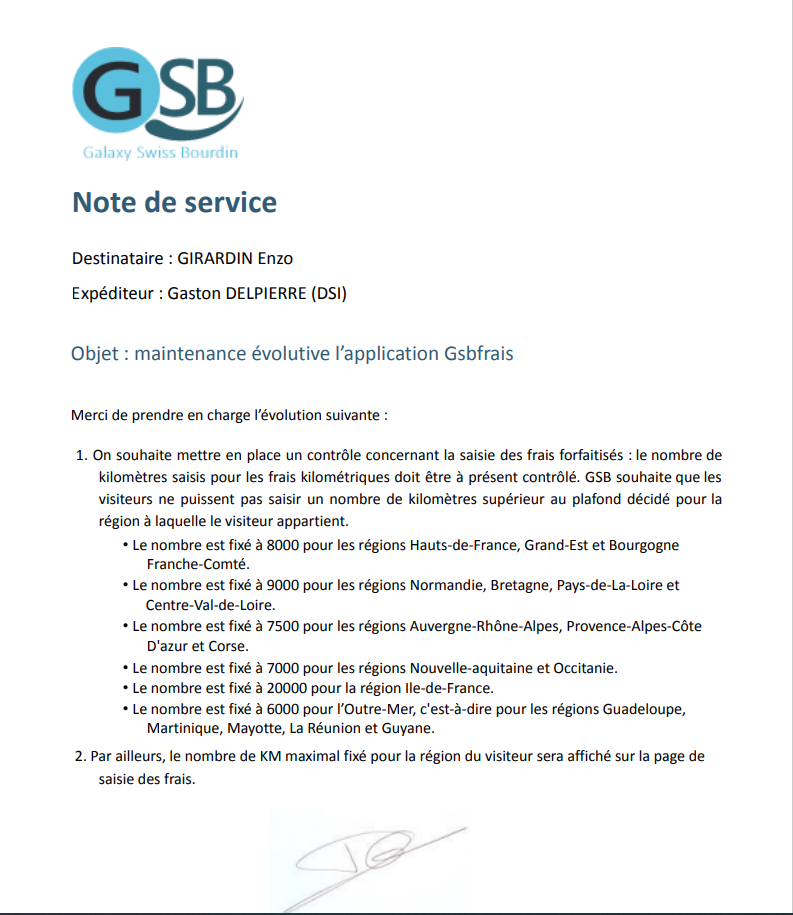 GSB
Galaxy Swiss Bourdin
Note de service
Destinataire : GIRARDIN Enzo
Expéditeur : Gaston DELPIERRE (DSI)
Objet : maintenance évolutive l’application Gsbfrais
Merci de prendre en charge l’évolution suivante :
1. On souhaite mettre en place un contrôle concernant la saisie des frais forfaitisés : le nombre de
kilomètres saisis pour les frais kilométriques doit être à présent contrôlé. GSB souhaite que les
visiteurs ne puissent pas saisir un nombre de kilomètres supérieur au plafond décidé pour la
région à laquelle le visiteur appartient.
• Le nombre est fixé à 8000 pour les régions Hauts-de-France, Grand-Est et Bourgogne
Franche-Comté.
• Le nombre est fixé à 9000 pour les régions Normandie, Bretagne, Pays-de-La-Loire et
Centre-Val-de-Loire.
• Le nombre est fixé à 7500 pour les régions Auvergne-Rhône-Alpes, Provence-Alpes-Côte
D'azur et Corse.
• Le nombre est fixé à 7000 pour les régions Nouvelle-aquitaine et Occitanie.
• Le nombre est fixé à 20000 pour la région Ile-de-France.
• Le nombre est fixé à 6000 pour l’Outre-Mer, c'est-à-dire pour les régions Guadeloupe,
Martinique, Mayotte, La Réunion et Guyane.
2. Par ailleurs, le nombre de KM maximal fixé pour la région du visiteur sera affiché sur la page de
saisie des frais.